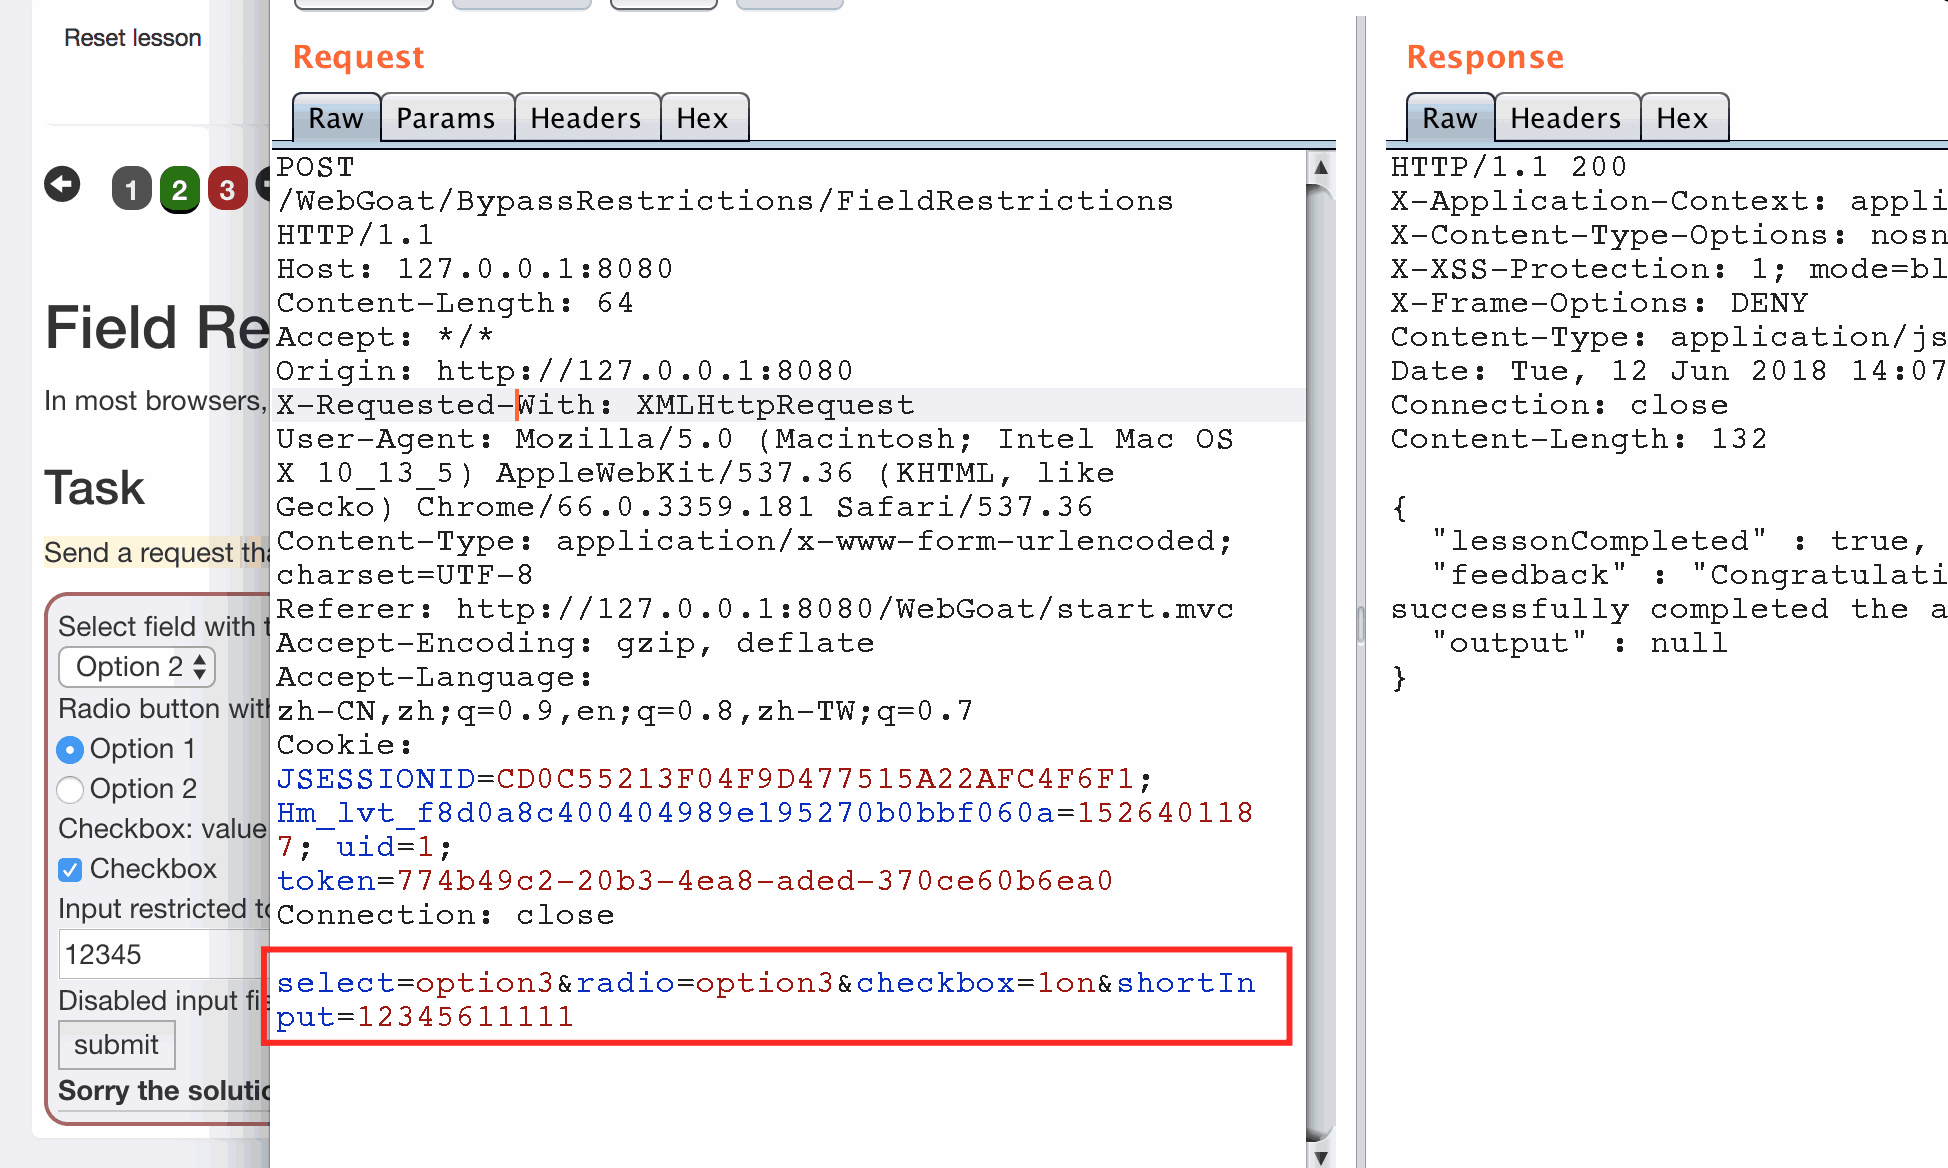 Reset lesson
1 2 3
Field Re
In most browsers,
Task
Send a request tha
Select field with t
Option 2
Radio button with
Option 1
Option 2
Checkbox: value
Checkbox
Input restricted to
12345
Disabled input fie
submit
Sorry the solutio
Request
Raw Params Headers Hex
POST
/WebGoat/BypassRestrictions/FieldRestrictions
HTTP/1.1
Host: 127.0.0.1:8080
Content-Length: 64
Accept: */*
Origin: http://127.0.0.1:8080
X-Requested-With: XMLHttpRequest
User-Agent: Mozilla/5.0 (Macintosh; Intel Mac OS
X 10_13_5) AppleWebKit/537.36 (KHTML, like
Gecko) Chrome/66.0.3359.181 Safari/537.36
Content-Type: application/x-www-form-urlencoded;
charset=UTF-8
Referer: http://127.0.0.1:8080/WebGoat/start.mvc
Accept-Encoding: gzip, deflate
Accept-Language:
zh-CN,zh;q=0.9,en;q=0.8,zh-TW;q=0.7
Cookie:
JSESSIONID=CD0C55213F04F9D477515A22AFC4F6F1;
Hm_lvt_f8d0a8c400404989e195270b0bbf060a=152640118
7; uid=1;
token=774b49c2-20b3-4ea8-aded-370ce60b6ea0
Connection: close
select=option3&radio=option3&checkbox=1on&shortIn
put=12345611111
Response
Raw Headers Hex
HTTP/1.1 200
X-Application-Context: appli
X-Content-Type-Options: nosn
X-XSS-Protection: 1; mode=bl
X-Frame-Options: DENY
Content-Type: application/js
Date: Tue, 12 Jun 2018 14:07
Connection: close
Content-Length: 132
{
"lessonCompleted" : true,
"feedback" : "Congratulati
successfully completed the a
"output" : null
}